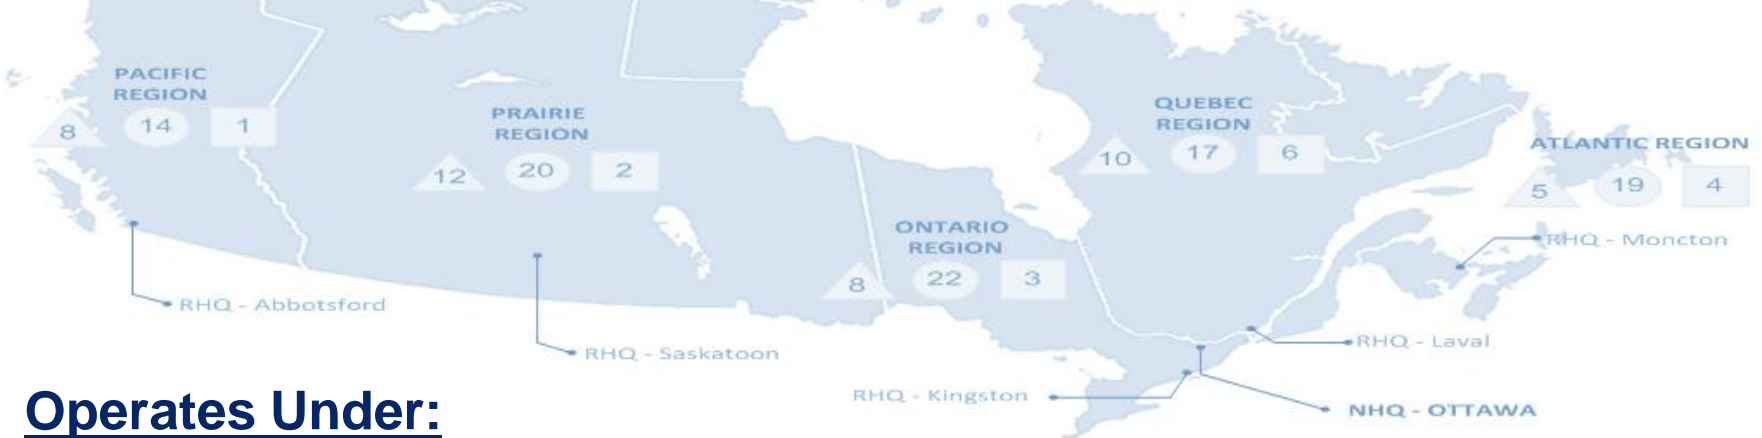 PACIFIC
REGION
8 14 1
PRAIRIE
REGION
12 20 2
QUEBEC
REGION
10 17 6
ATLANTIC REGION
5 19 4
ONTARIO
REGION
8 22 3
RHQ - Moncton
RHQ - Abbotsford
RHQ - Saskatoon
RHQ - Laval
RHQ - Kingston
NHQ - OTTAWA
Operates Under: